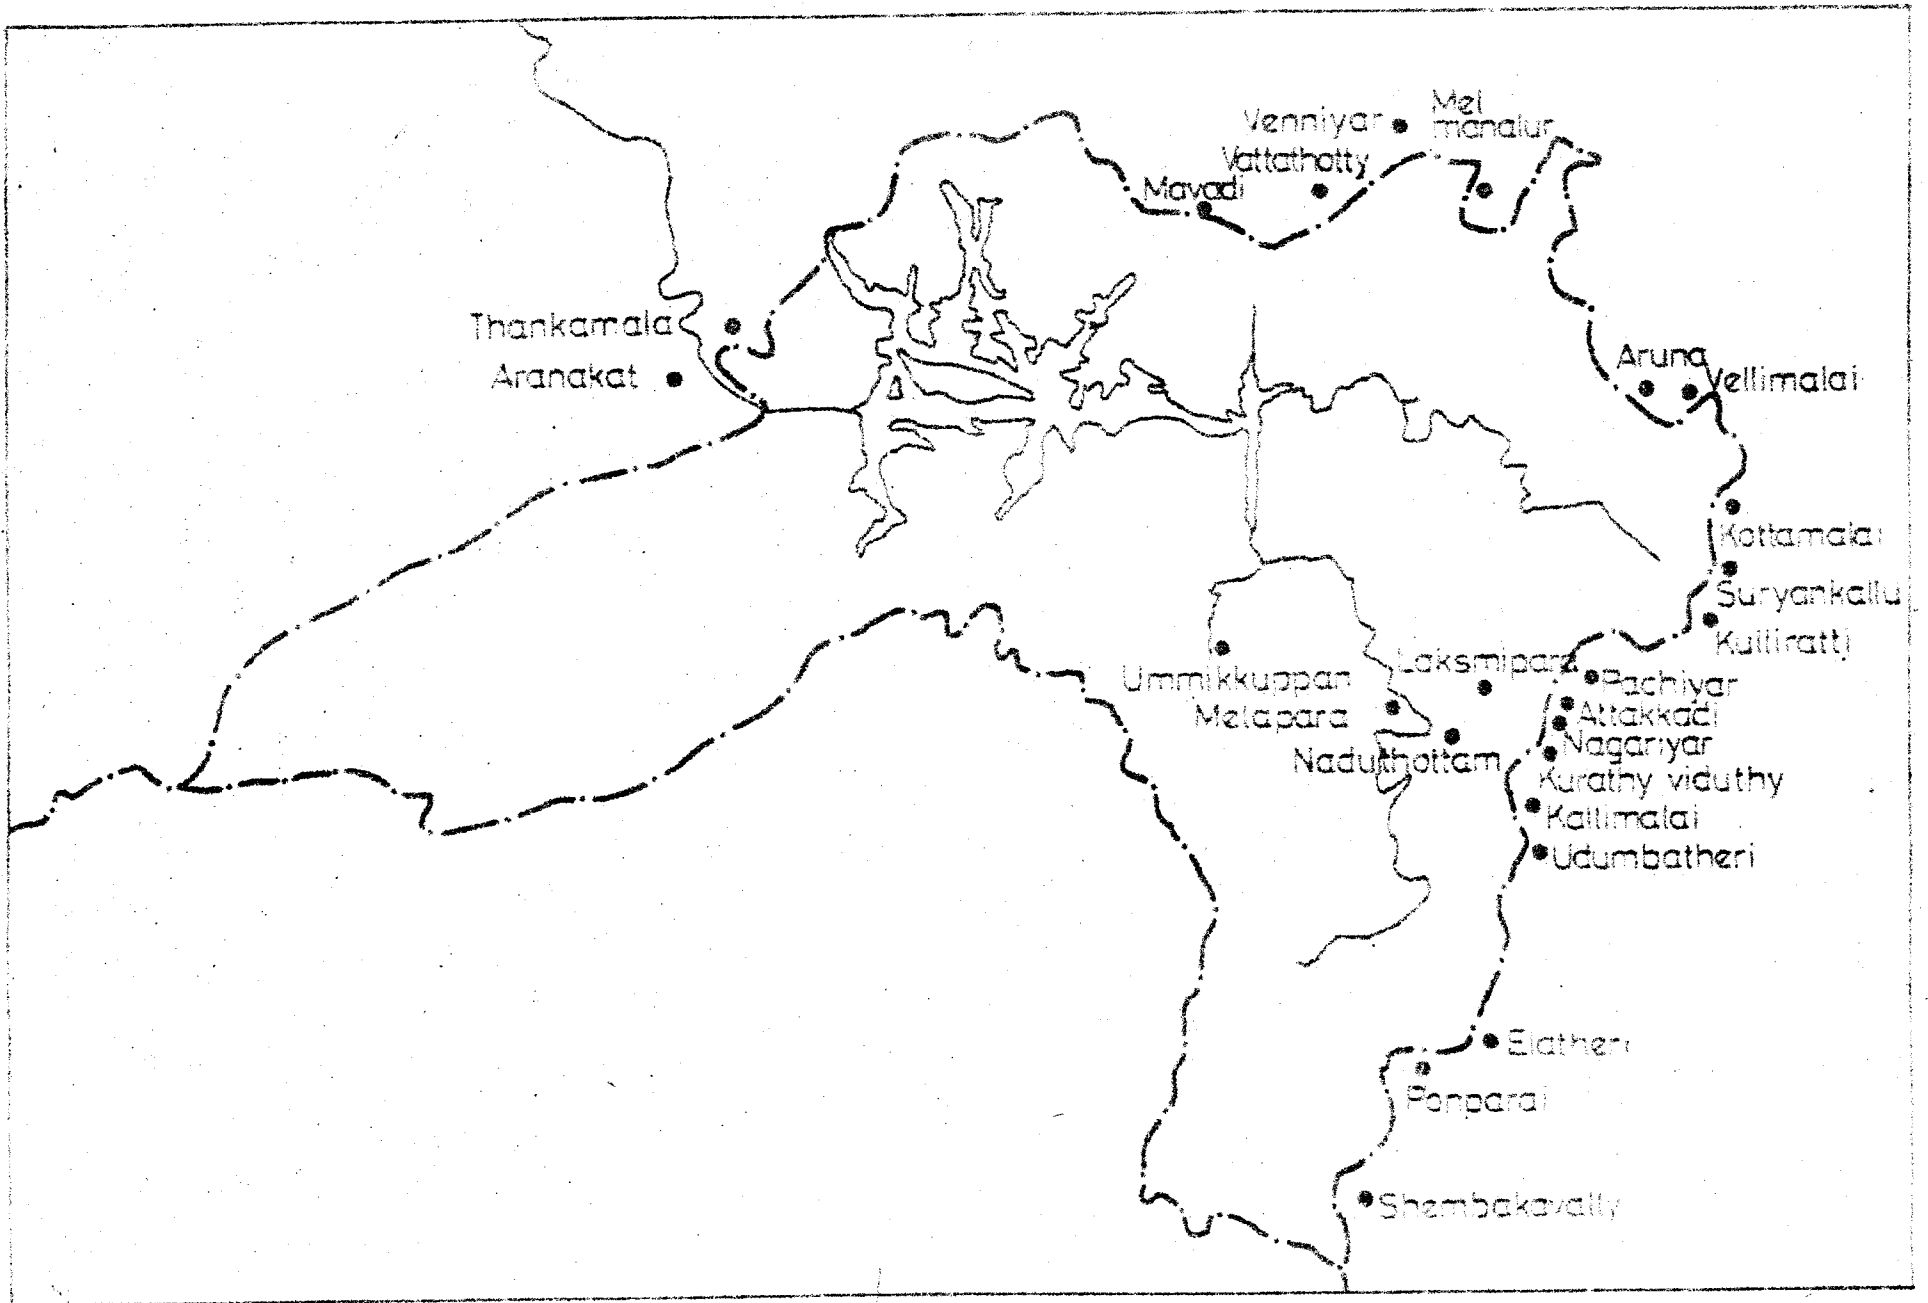 Mel
manalur
Venniyar
Vattathotty
Mavadi
Thankamala
Aranakat
Aruna
Vellimalai
Kottamalai
Suryankallu
Kulliratti
Laksmipara
Ummikkuppan
Pachiyar
Melapara
Attakkadi
Nagariyar
Naduthottam
Kurathy viduthy
Kallimalai
Udumbatheri
Elatheri
Ponparai
Shembakavally